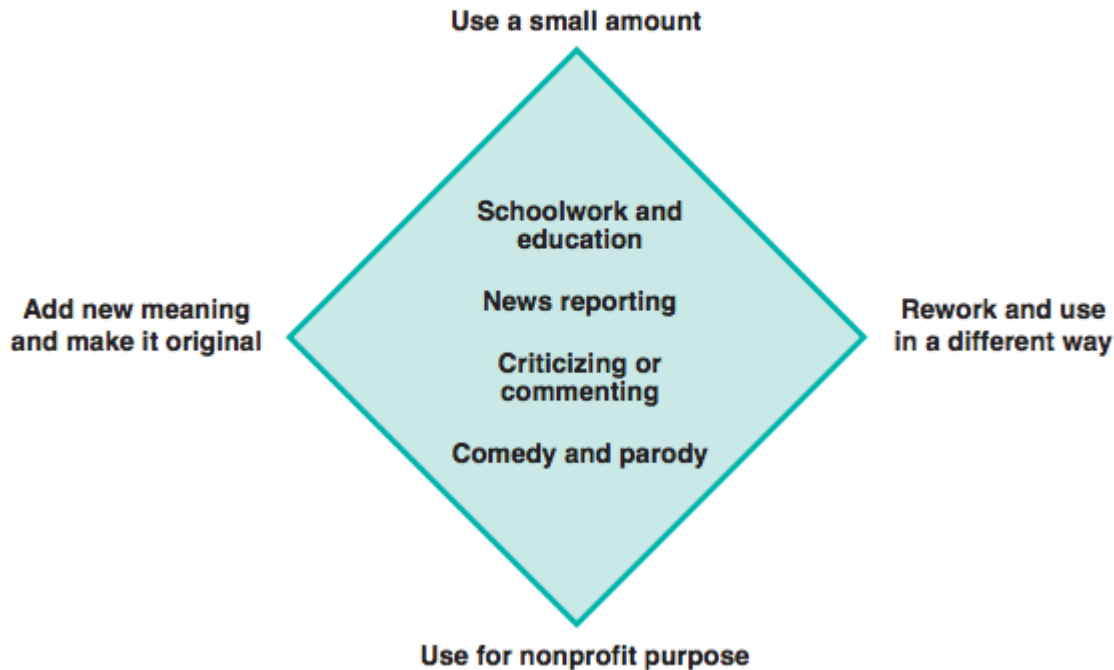 Use a small amount
Schoolwork and
education
News reporting
Criticizing or
commenting
Comedy and parody
Add new meaning
and make it original
Rework and use
in a different way
Use for nonprofit purpose